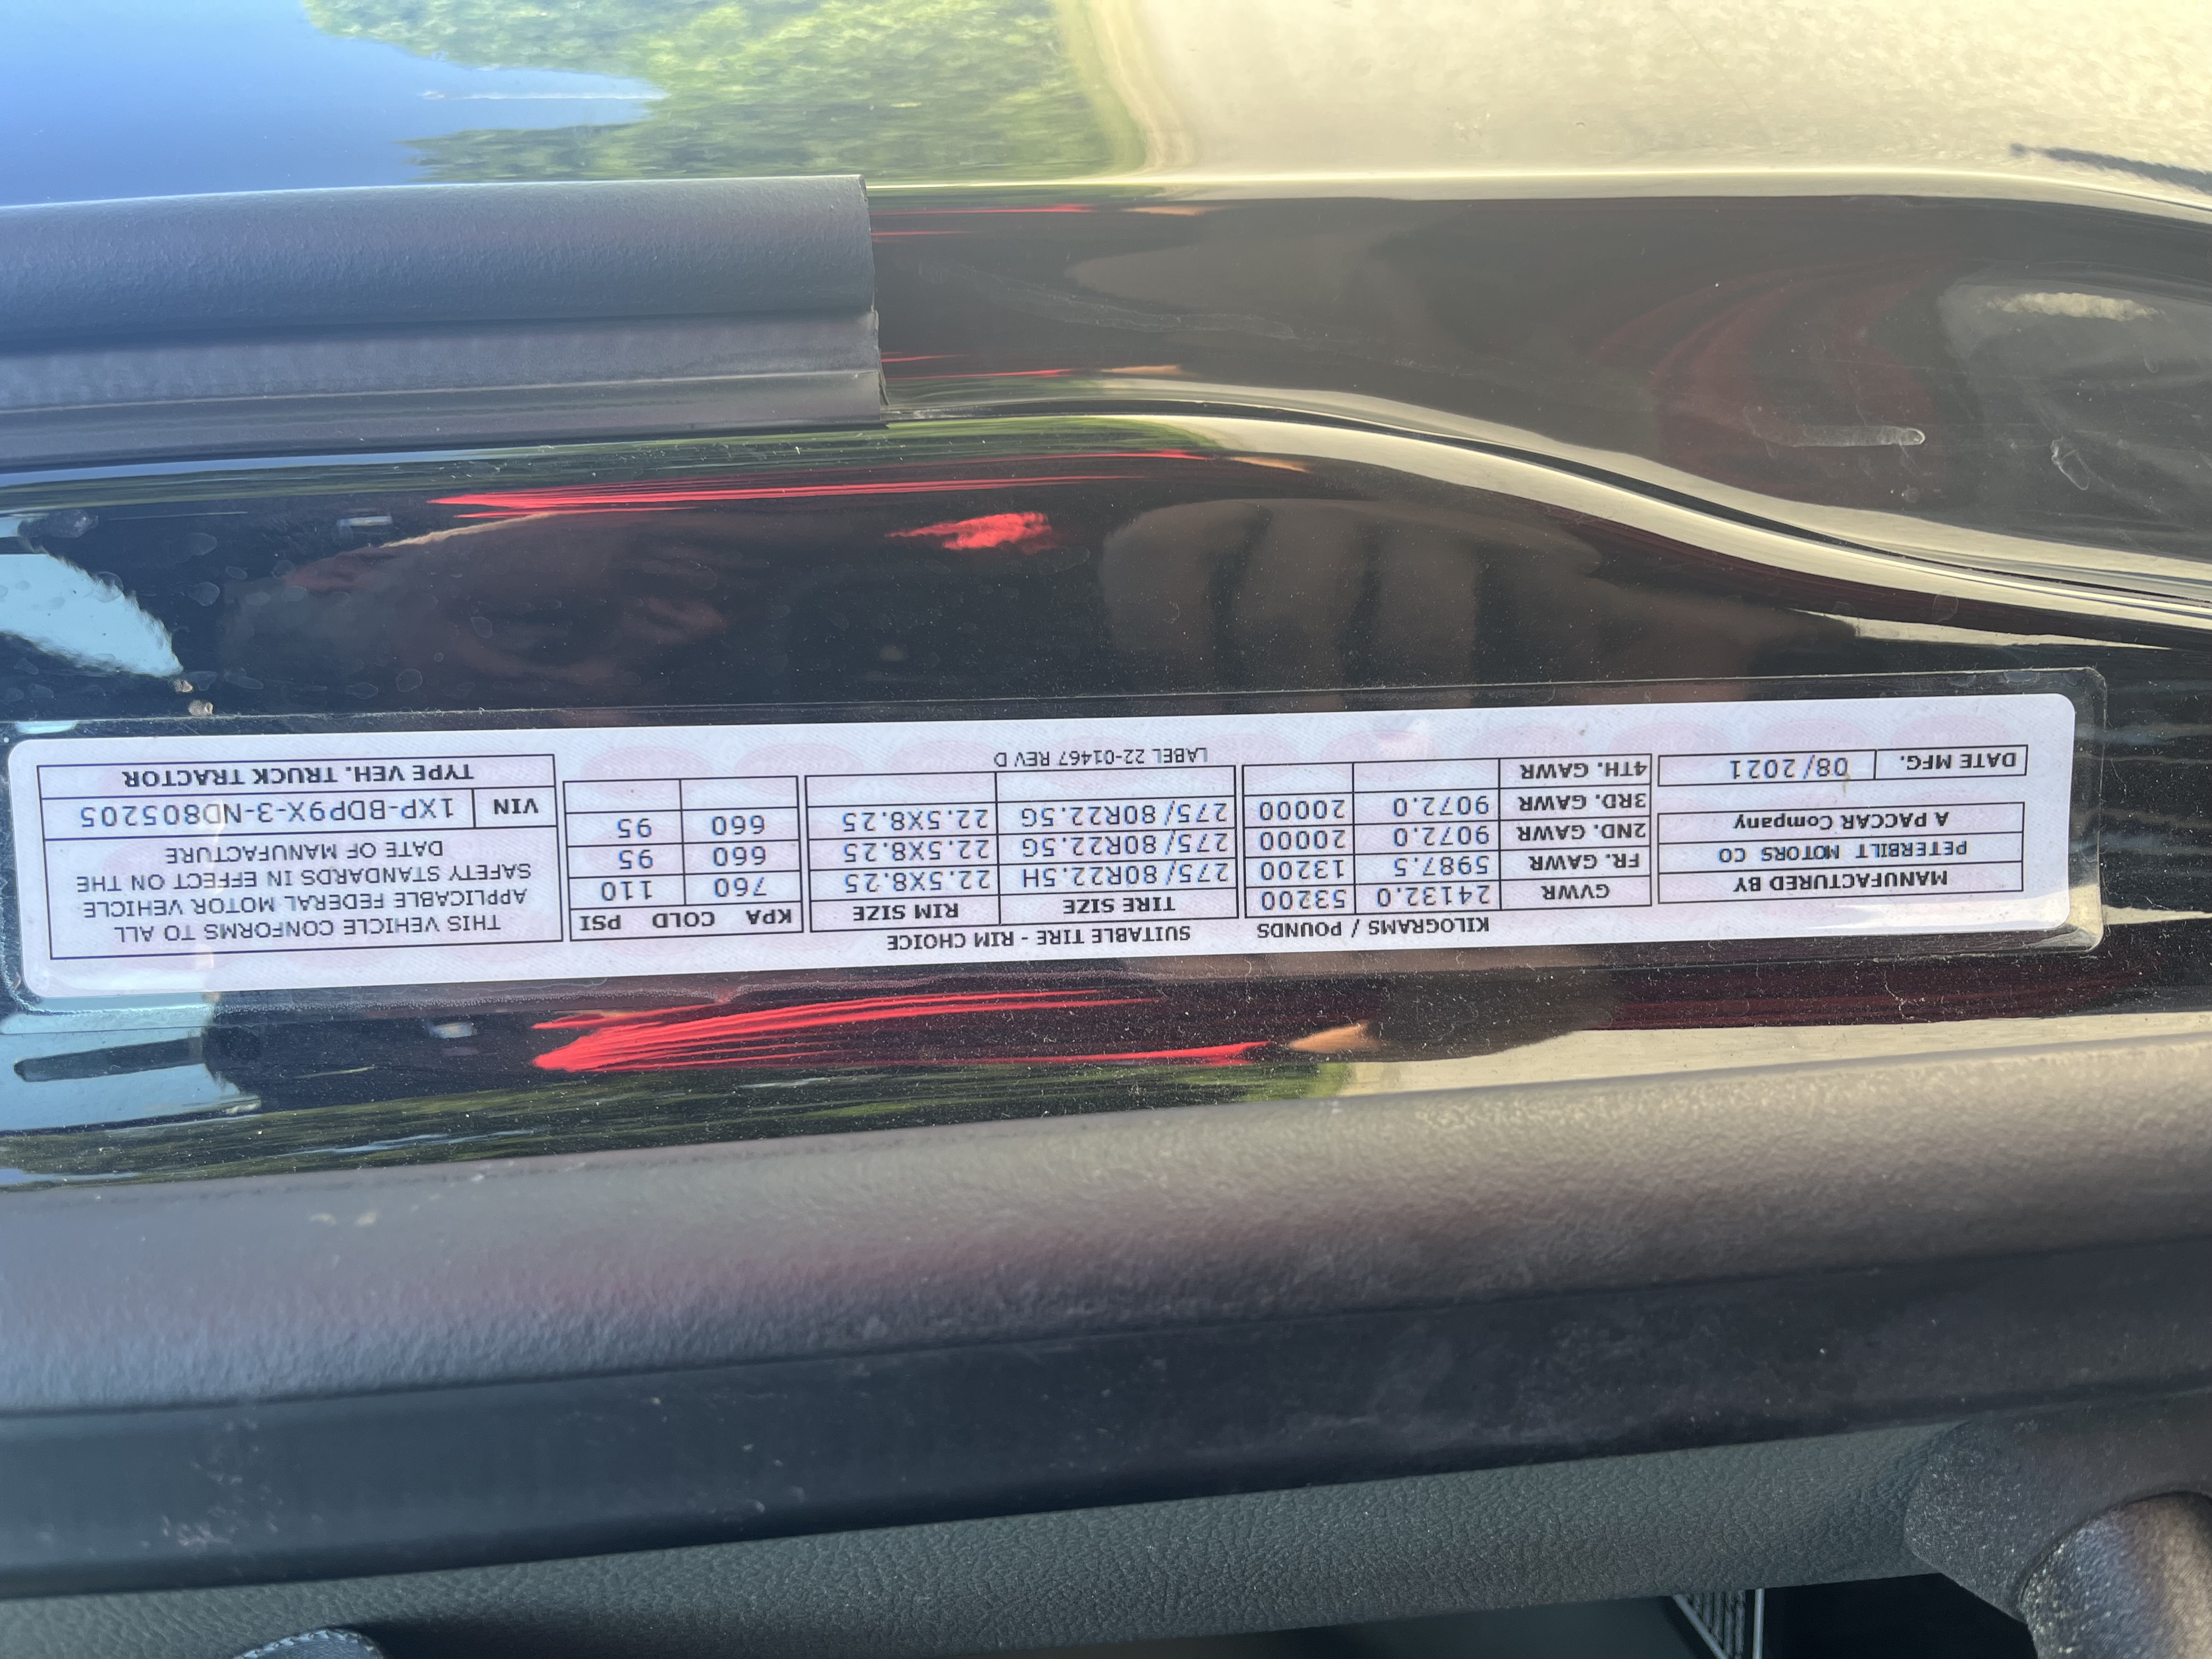 MANUFACTURED BY
PETERBILT MOTORS CO
A PACCAR Company
DATE MFG. 08/2021
KILOGRAMS / POUNDS
GVWR 24132.0 53200
FR. GAWR 5987.5 13200
2ND. GAWR 9072.0 20000
3RD. GAWR 9072.0 20000
4TH. GAWR
SUITABLE TIRE - RIM CHOICE
TIRE SIZE RIM SIZE
275/80R22.5H 22.5X8.25
275/80R22.5G 22.5X8.25
275/80R22.5G 22.5X8.25
LABEL 22-01467 REV D
KPA COLD PSI
760 110
660 95
660 95
THIS VEHICLE CONFORMS TO ALL
APPLICABLE FEDERAL MOTOR VEHICLE
SAFETY STANDARDS IN EFFECT ON THE
DATE OF MANUFACTURE
VIN 1XP-BDP9X-3-ND805205
TYPE VEH. TRUCK TRACTOR